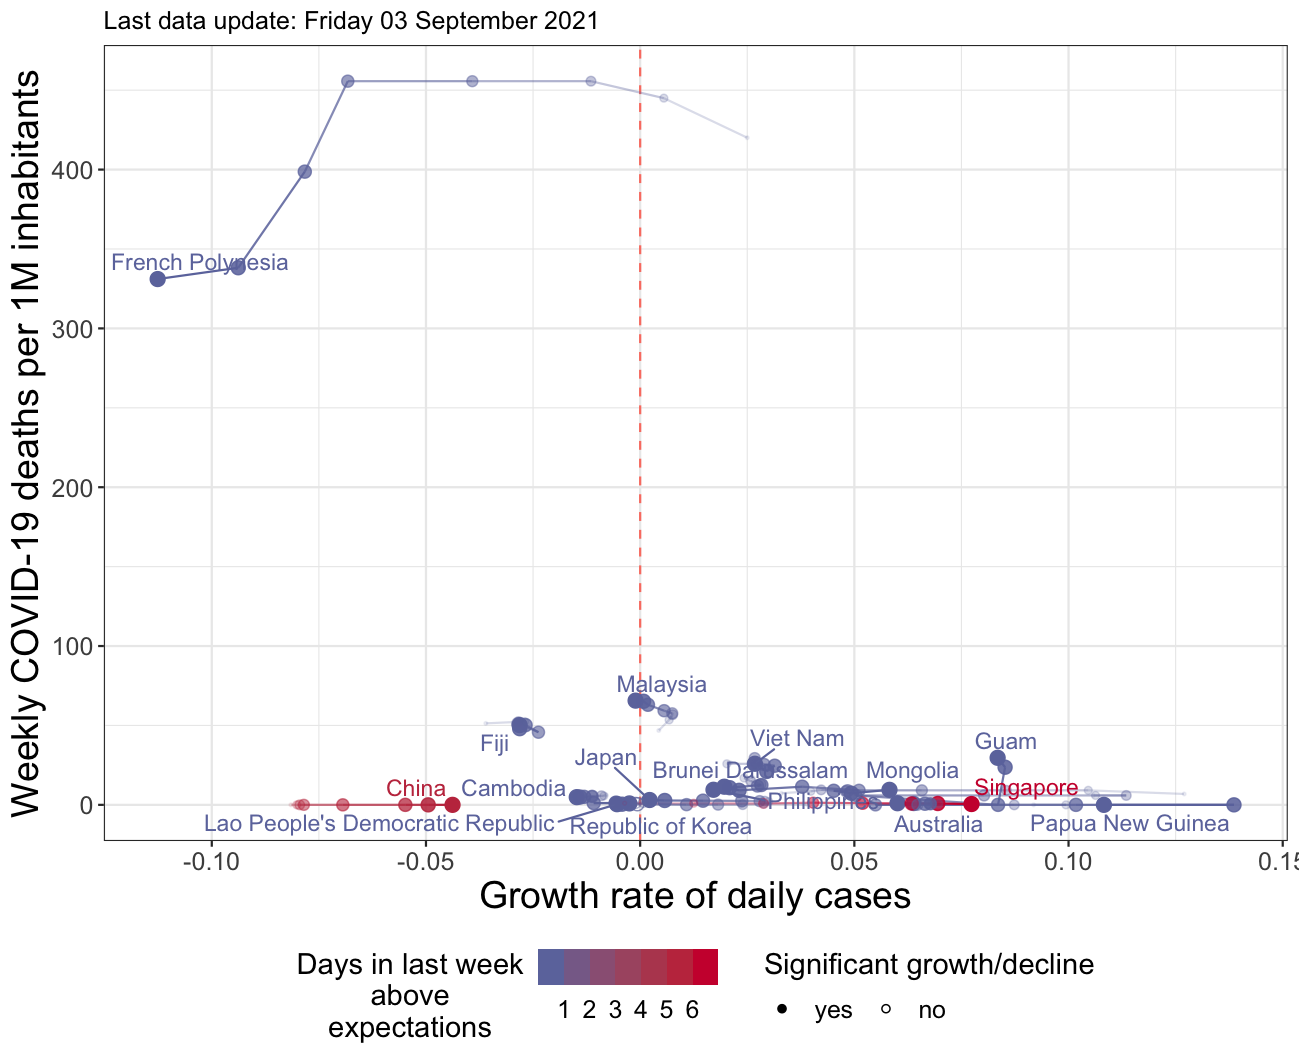 Last data update: Friday 03 September 2021
Weekly COVID-19 deaths per 1M inhabitants
400
300
200
100
0
French Polynesia
Malaysia
Fiji
Viet Nam
Guam
Japan
Brunei Darussalam
Mongolia
China
Cambodia
Singapore
Philippines
Lao People's Democratic Republic
Republic of Korea
Australia
Papua New Guinea
-0.10
-0.05
0.00
0.05
0.10
0.15
Growth rate of daily cases
Days in last week
above
expectations
1 2 3 4 5 6
Significant growth/decline
yes
no